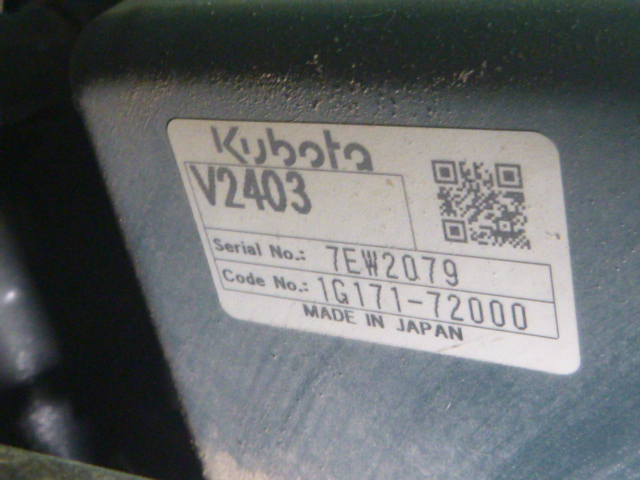 Kubota
V2403
Serial No.: 7EW2079
Code No.: 1G171-72000
MADE IN JAPAN